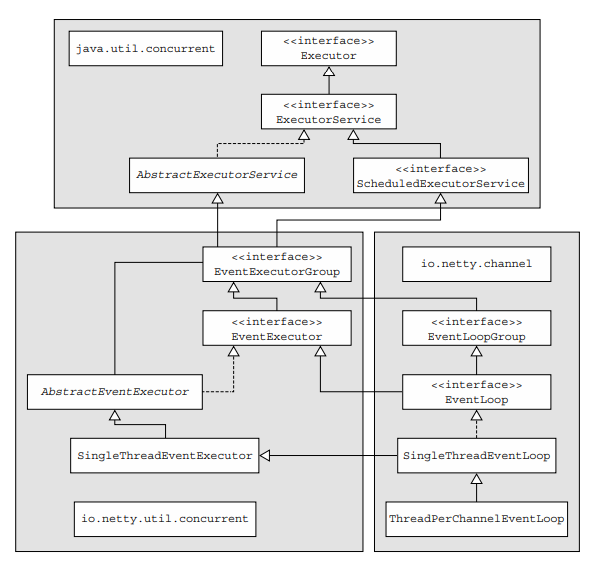 java.util.concurrent
<<interface>>
Executor
<<interface>>
ExecutorService
AbstractExecutorService
<<interface>>
ScheduledExecutorService
<<interface>>
EventExecutorGroup
io.netty.channel
<<interface>>
EventExecutor
<<interface>>
EventLoopGroup
AbstractEventExecutor
<<interface>>
EventLoop
SingleThreadEventExecutor
SingleThreadEventLoop
io.netty.util.concurrent
ThreadPerChannelEventLoop